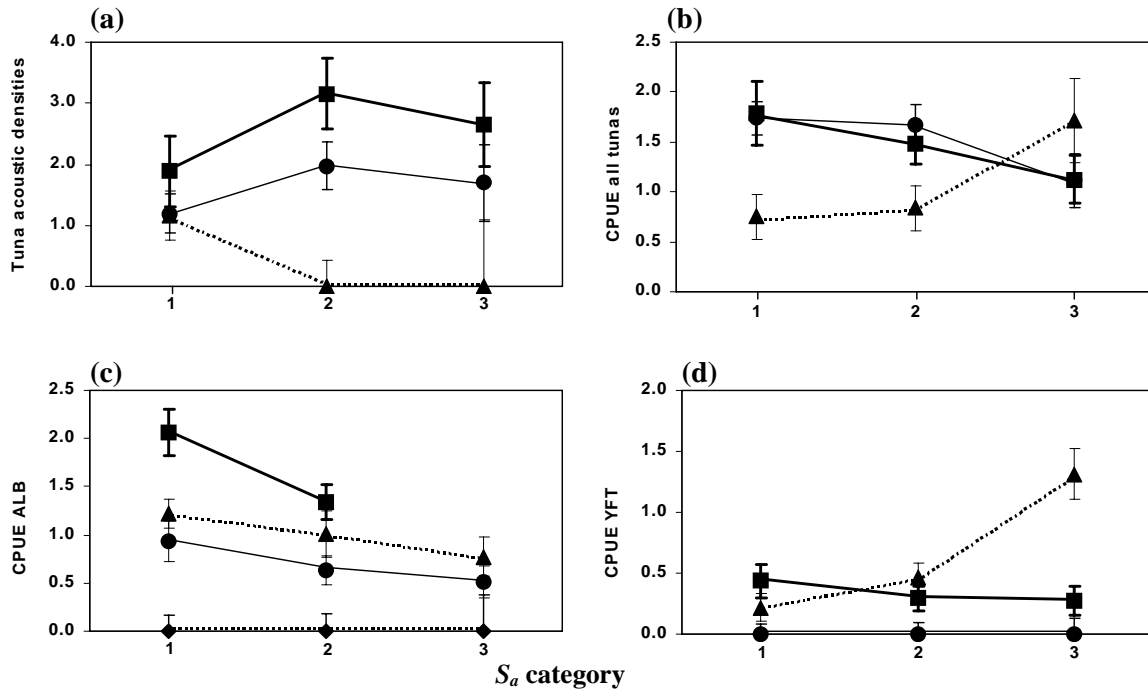 (a)
Tuna acoustic densities
4.0
3.0
2.0
1.0
0.0
1 2 3
(b)
CPUE all tunas
2.5
2.0
1.5
1.0
0.5
0.0
1 2 3
(c)
CPUE ALB
2.5
2.0
1.5
1.0
0.5
0.0
1 2 3
(d)
CPUE YFT
2.0
1.5
1.0
0.5
0.0
1 2 3
Sa category